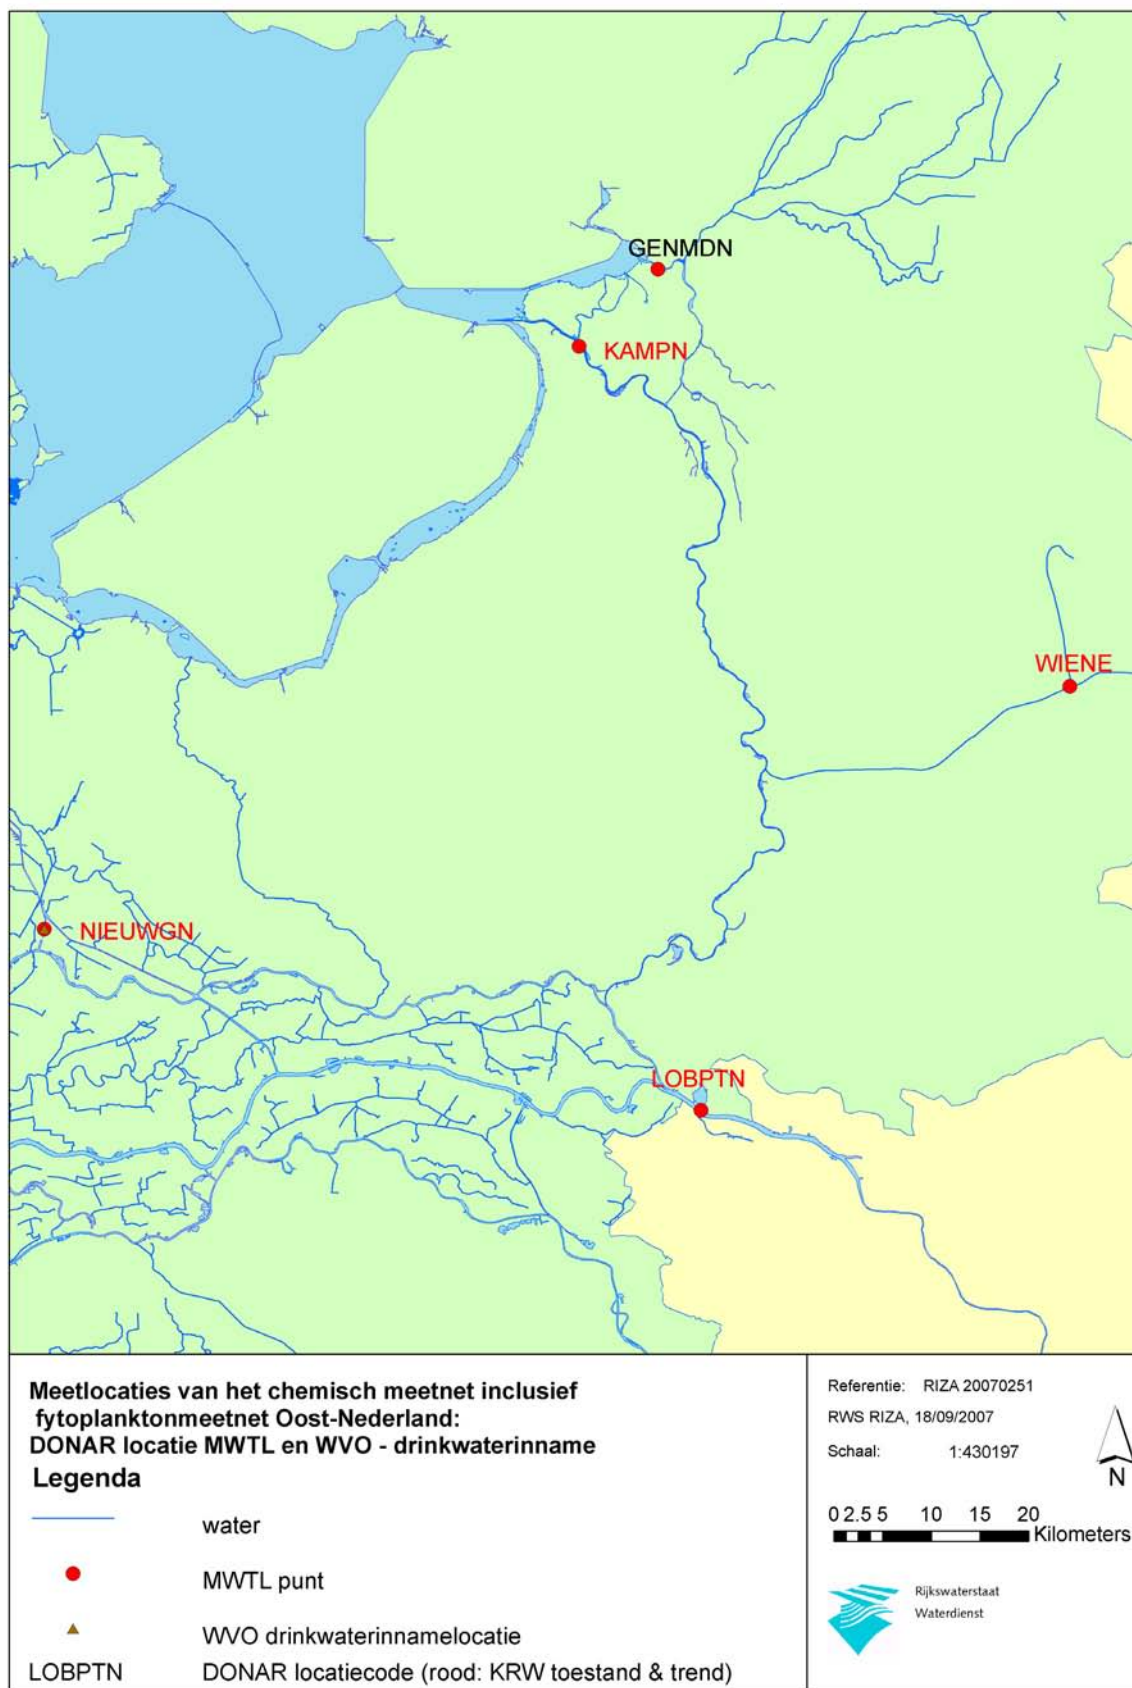 GENMDN
KAMPN
WIENE
NIEUWGN
LOBPTN
Meetlocaties van het chemisch meetnet inclusief
fytoplanktonmeetnet Oost-Nederland:
DONAR locatie MWTL en WVO - drinkwaterinname
Legenda
water
MWTL punt
WVO drinkwaterinnamelocatie
LOBPTN DONAR locatiecode (rood: KRW toestand & trend)
Referentie: RIZA 20070251
RWS RIZA, 18/09/2007
Schaal: 1:430197
N
0 2.5 5 10 15 20
Kilometers
Rijkswaterstaat
Waterdienst